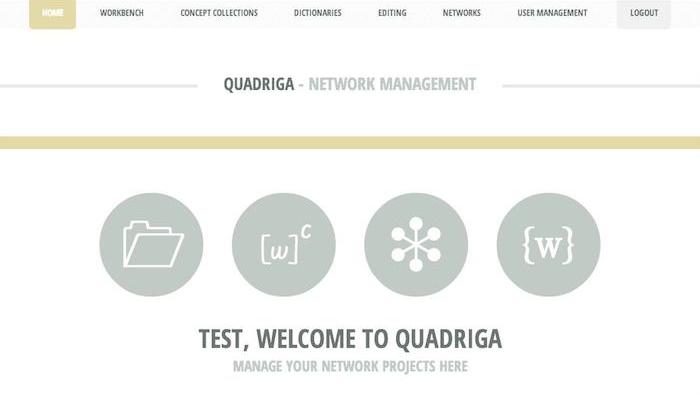 HOME WORKBENCH CONCEPT COLLECTIONS DICTIONARIES EDITING NETWORKS USER MANAGEMENT LOGOUT
QUADRIGA - NETWORK MANAGEMENT
[w]c {w}
TEST, WELCOME TO QUADRIGA
MANAGE YOUR NETWORK PROJECTS HERE